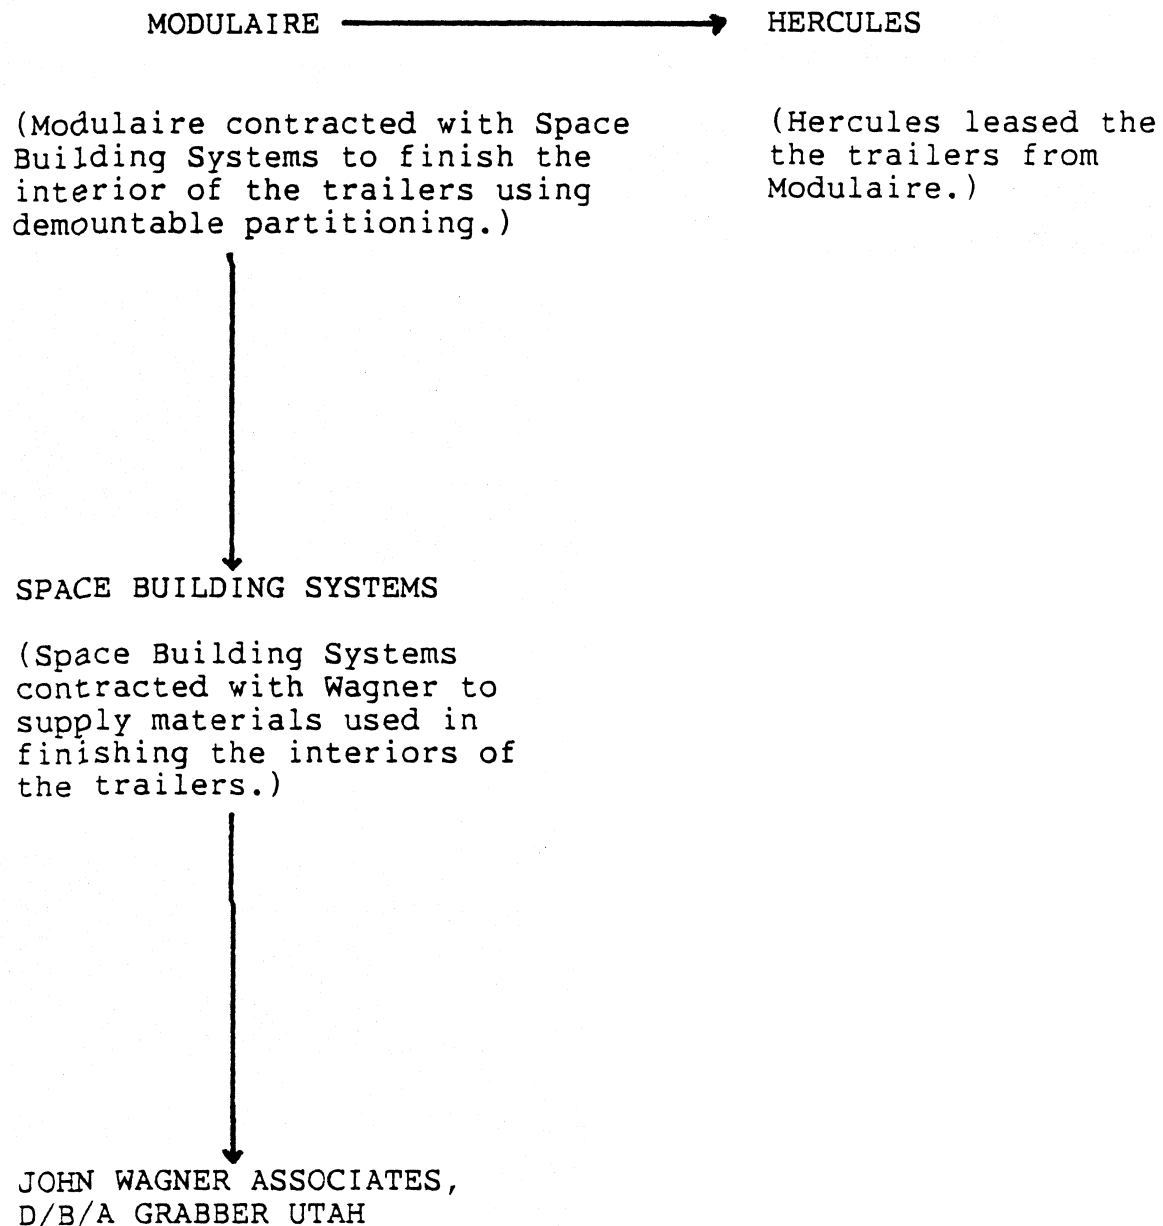 MODULAIRE
HERCULES
(Modulaire contracted with Space
Building Systems to finish the
interior of the trailers using
demountable partitioning.)
(Hercules leased the
the trailers from
Modulaire.)
SPACE BUILDING SYSTEMS
(Space Building Systems
contracted with Wagner to
supply materials used in
finishing the interiors of
the trailers.)
JOHN WAGNER ASSOCIATES,
D/B/A GRABBER UTAH